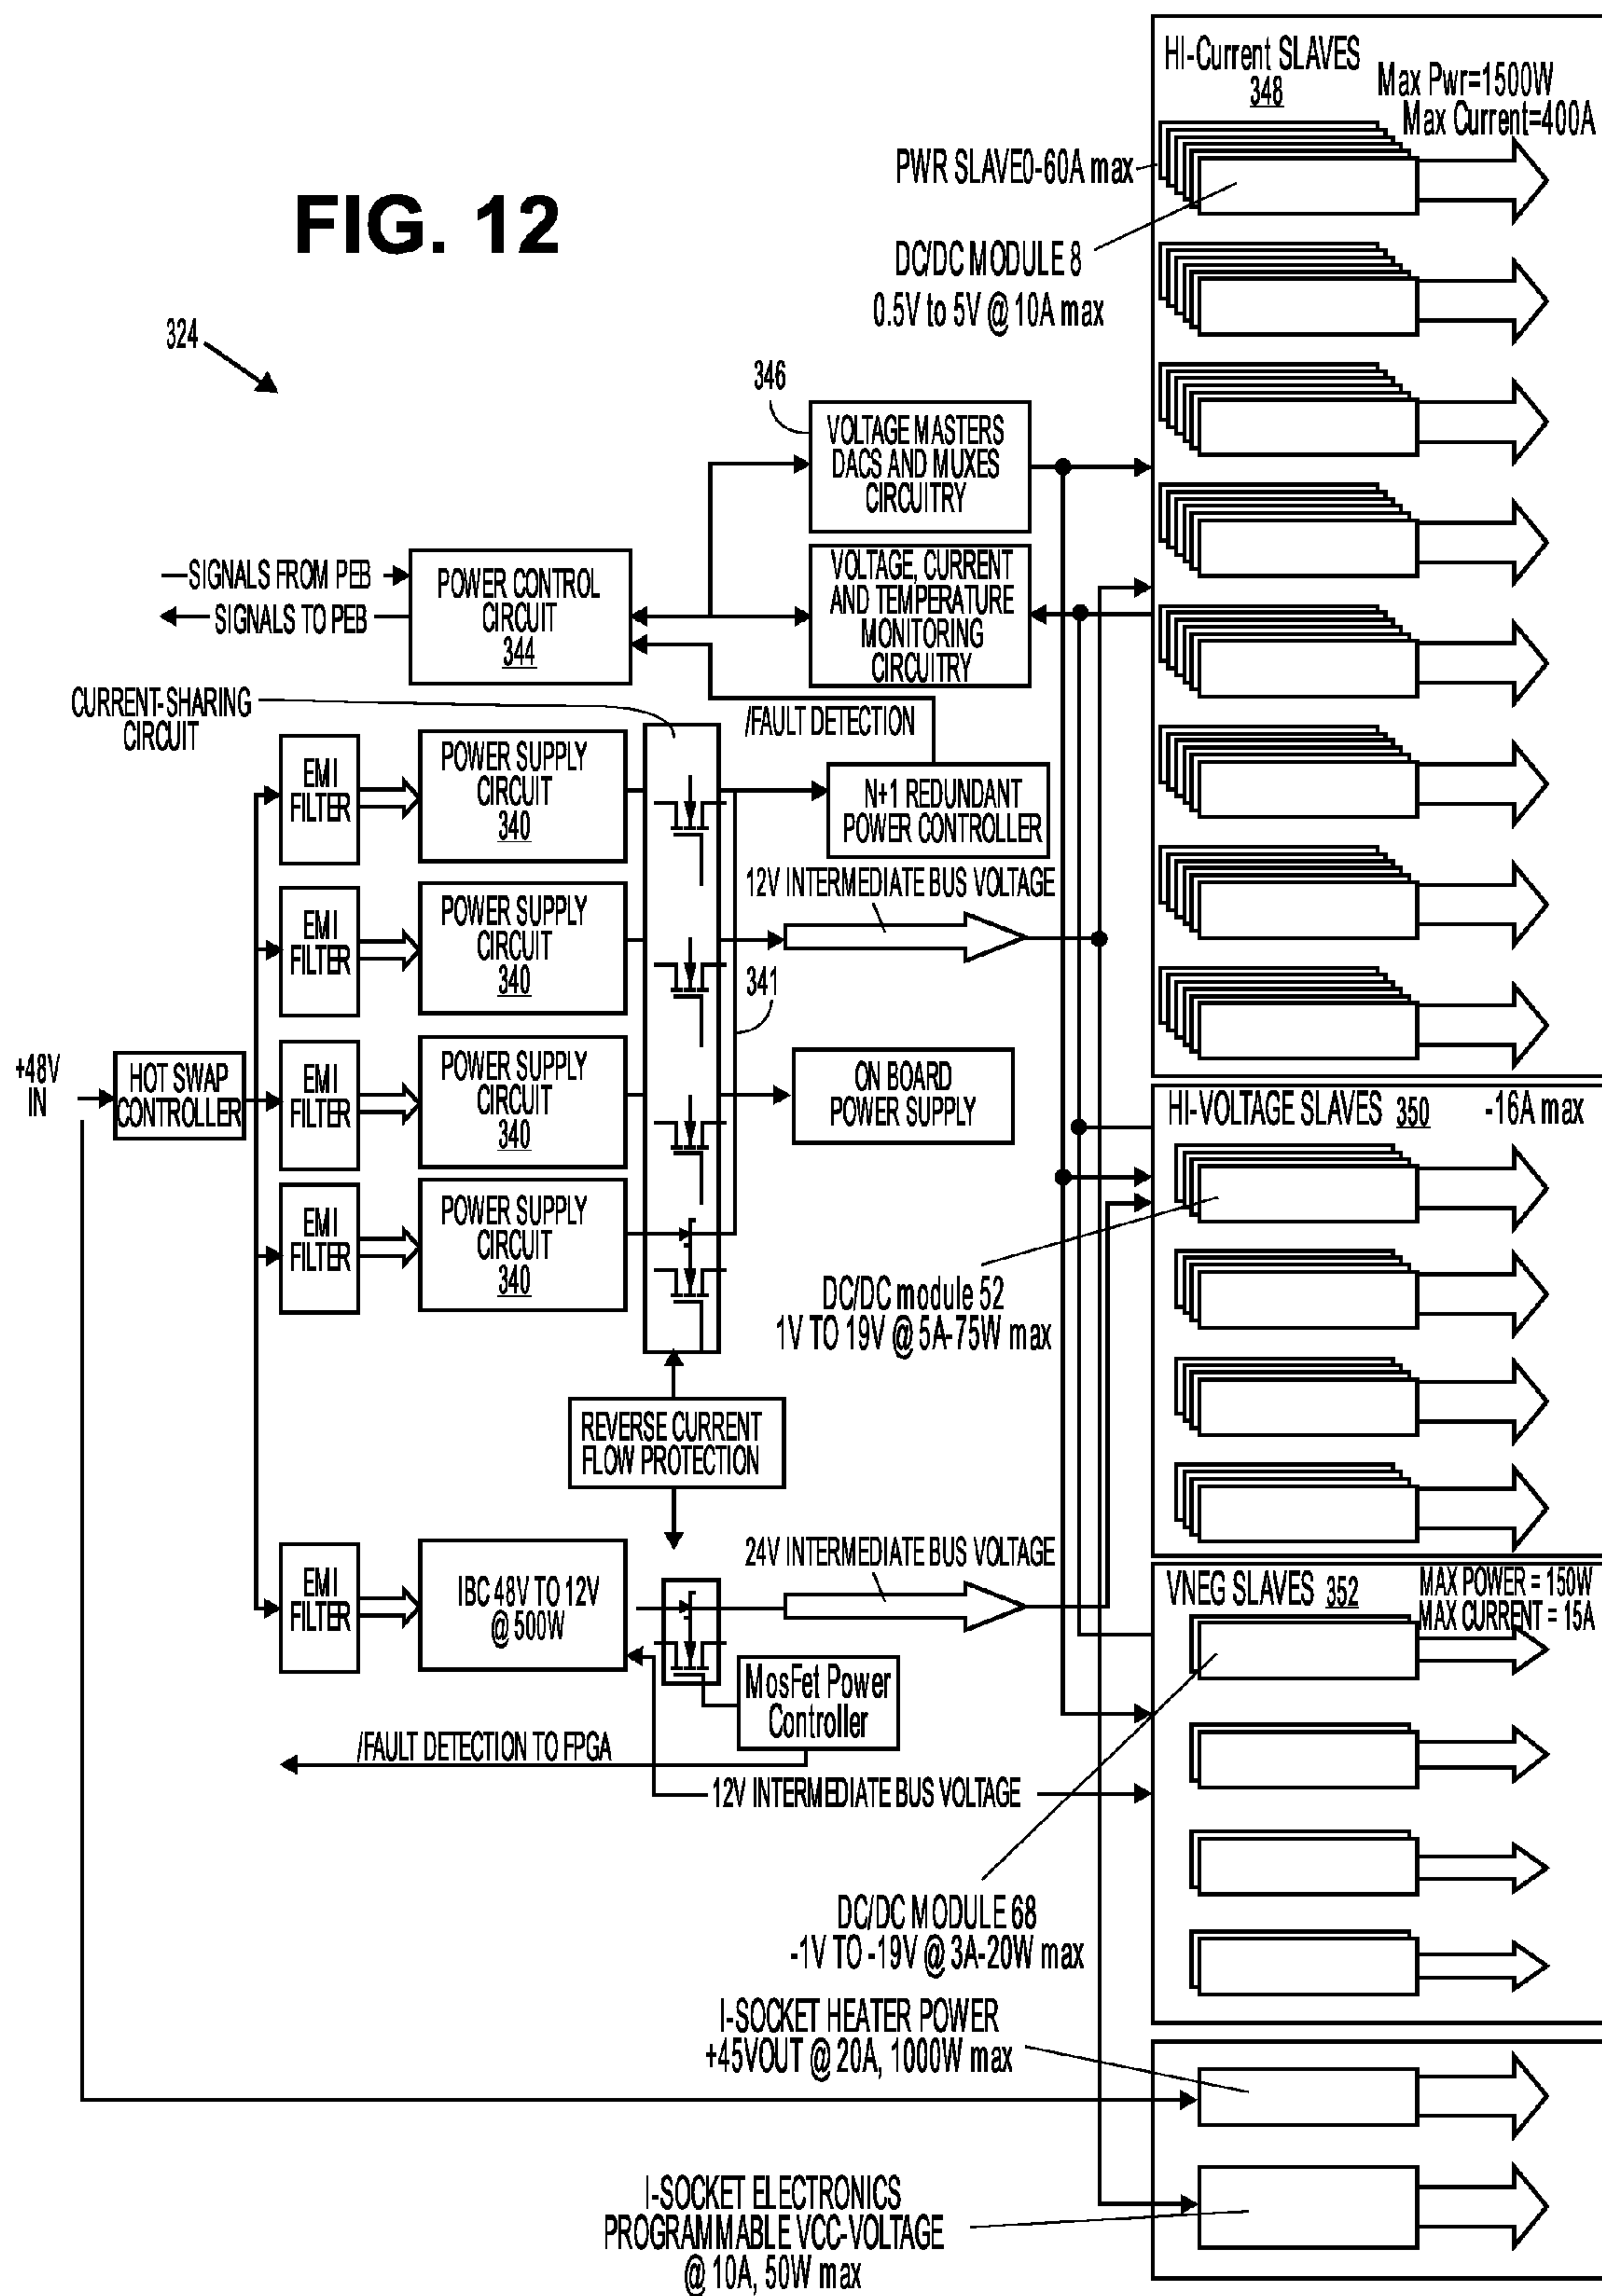 HI-Current SLAVES
348
Max Pwr=1500W
Max Current=400A
PWR SLAVE0-60A max
FIG. 12
DC/DC MODULE 8
0.5V to 5V @ 10A max
324
346
VOLTAGE MASTERS
DACS AND MUXES
CIRCUITRY
SIGNALS FROM PEB
SIGNALS TO PEB
POWER CONTROL
CIRCUIT
344
VOLTAGE, CURRENT
AND TEMPERATURE
MONITORING
CIRCUITRY
CURRENT-SHARING
CIRCUIT
/FAULT DETECTION
EMI
FILTER
POWER SUPPLY
CIRCUIT
340
N+1 REDUNDANT
POWER CONTROLLER
12V INTERMEDIATE BUS VOLTAGE
EMI
FILTER
POWER SUPPLY
CIRCUIT
340
341
+48V
IN
HOT SWAP
CONTROLLER
EMI
FILTER
POWER SUPPLY
CIRCUIT
340
ON BOARD
POWER SUPPLY
HI-VOLTAGE SLAVES 350
-16A max
EMI
FILTER
POWER SUPPLY
CIRCUIT
340
DC/DC module 52
1V TO 19V @ 5A-75W max
REVERSE CURRENT
FLOW PROTECTION
EMI
FILTER
IBC 48V TO 12V
@ 500W
24V INTERMEDIATE BUS VOLTAGE
VNEG SLAVES 352
MAX POWER = 150W
MAX CURRENT = 15A
MosFet Power
Controller
/FAULT DETECTION TO FPGA
12V INTERMEDIATE BUS VOLTAGE
DC/DC MODULE 68
-1V TO -19V @ 3A-20W max
I-SOCKET HEATER POWER
+45VOUT @ 20A, 1000W max
I-SOCKET ELECTRONICS
PROGRAMMABLE VCC-VOLTAGE
@ 10A, 50W max